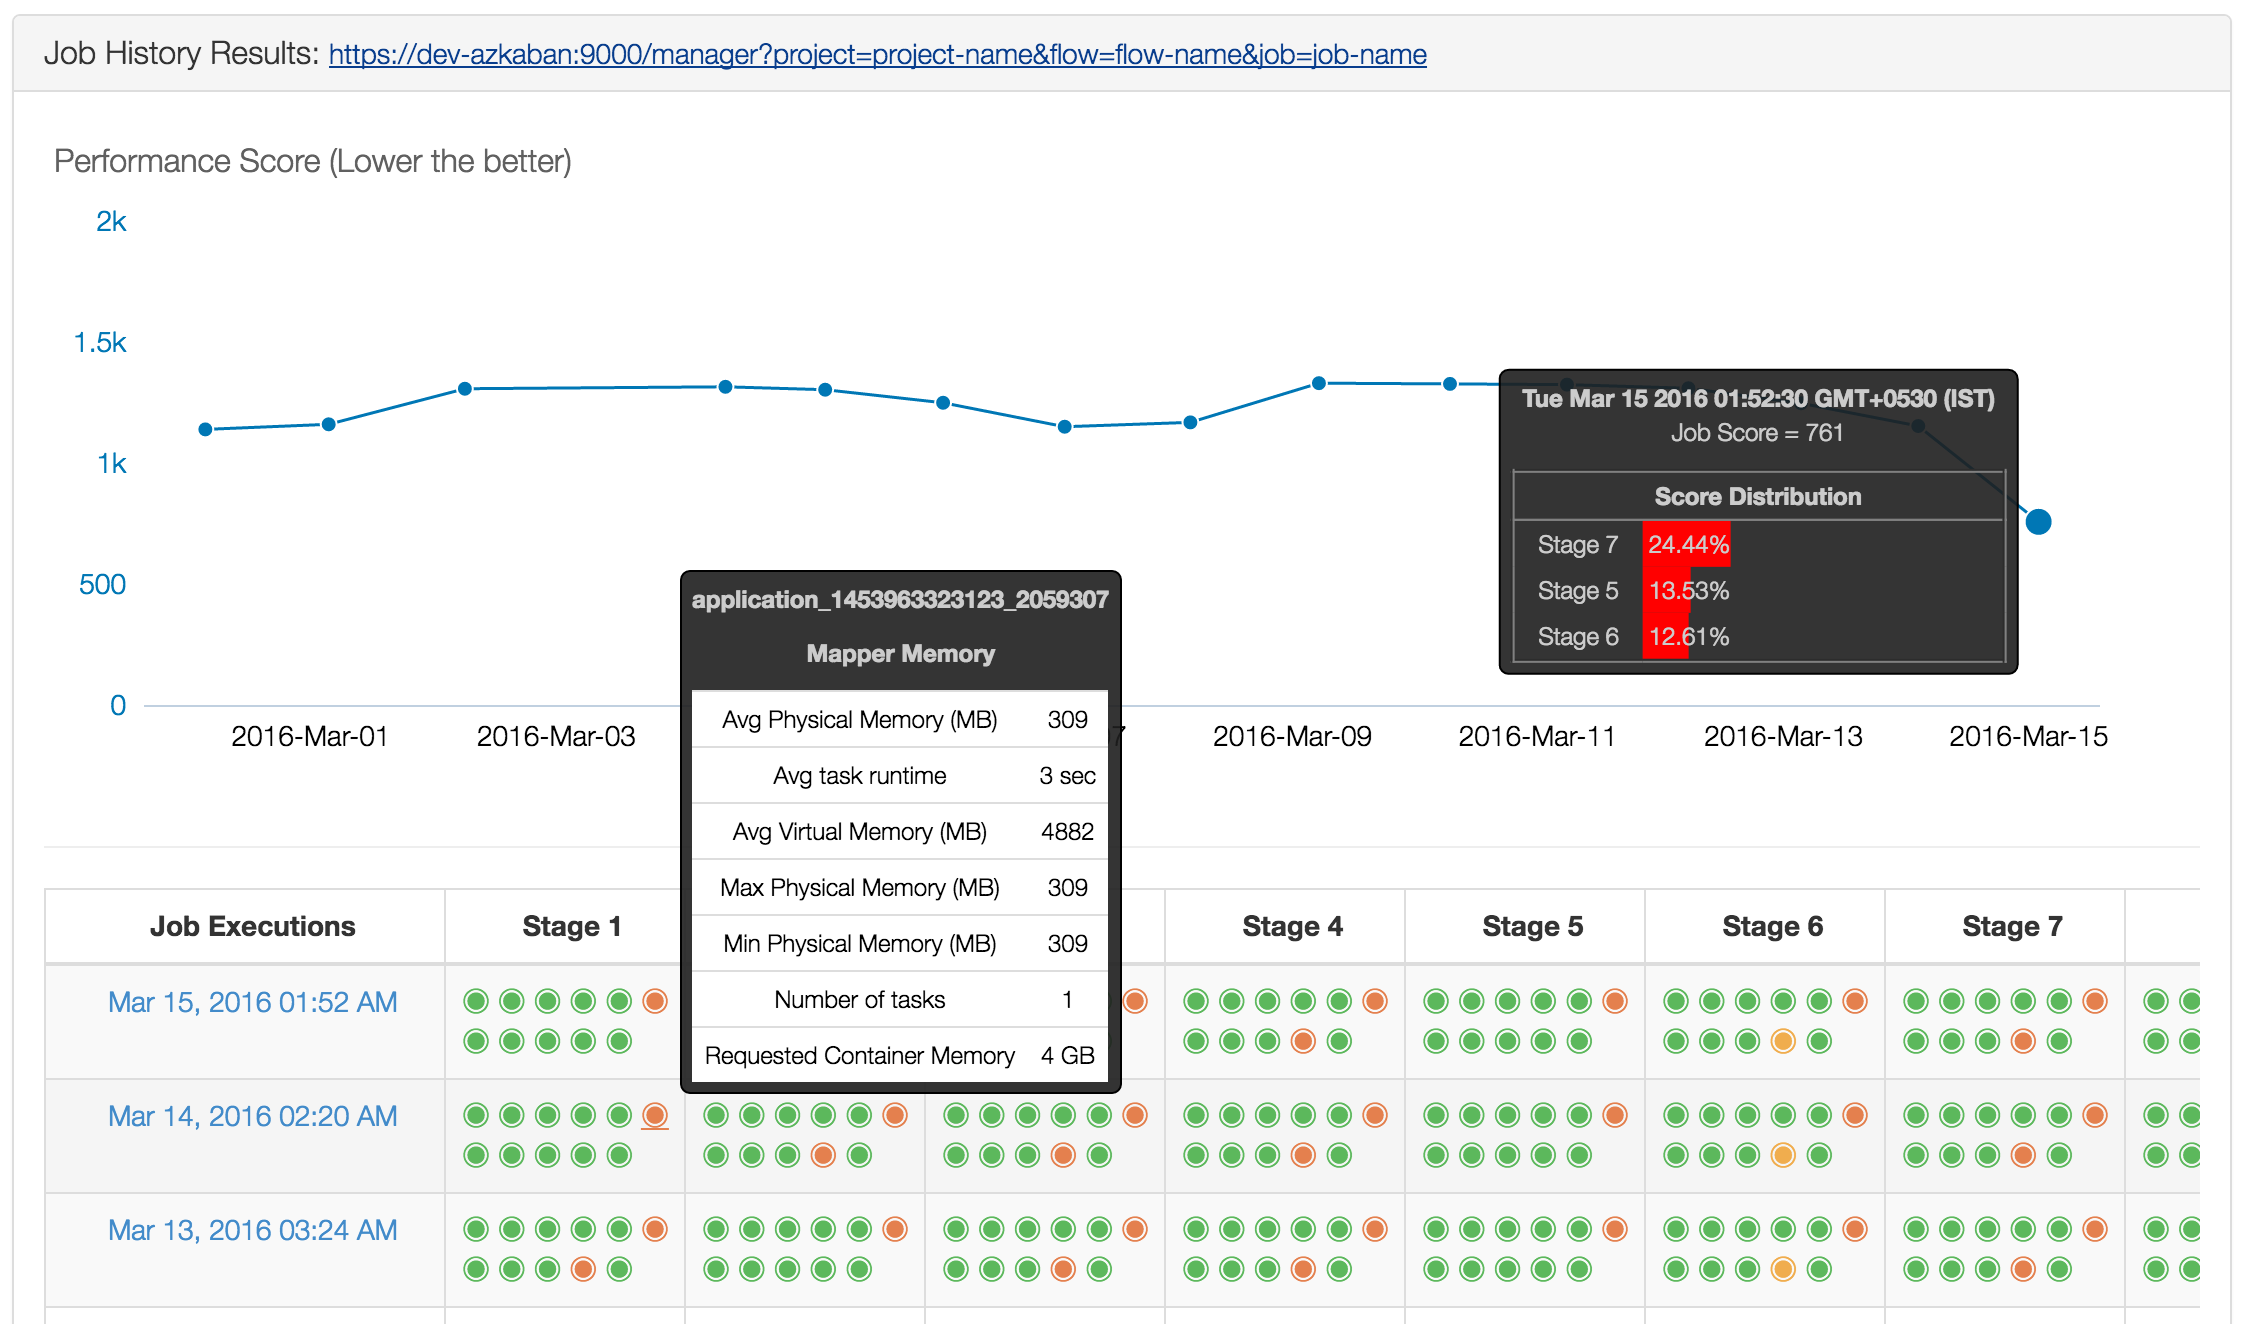 Job History Results: https://dev-azkaban:9000/manager?project=project-name&flow=flow-name&job=job-name
Performance Score (Lower the better)
2k
1.5k
1k
500
0
Tue Mar 15 2016 01:52:30 GMT+0530 (IST)
Job Score = 761
Score Distribution
Stage 7 24.44%
Stage 5 13.53%
Stage 6 12.61%
application_1453963323123_2059307
Mapper Memory
Avg Physical Memory (MB) 309
Avg task runtime 3 sec
Avg Virtual Memory (MB) 4882
Max Physical Memory (MB) 309
Min Physical Memory (MB) 309
Number of tasks 1
Requested Container Memory 4 GB
2016-Mar-01 2016-Mar-03 2016-Mar-09 2016-Mar-11 2016-Mar-13 2016-Mar-15
Job Executions Stage 1 Stage 4 Stage 5 Stage 6 Stage 7
Mar 15, 2016 01:52 AM
Mar 14, 2016 02:20 AM
Mar 13, 2016 03:24 AM